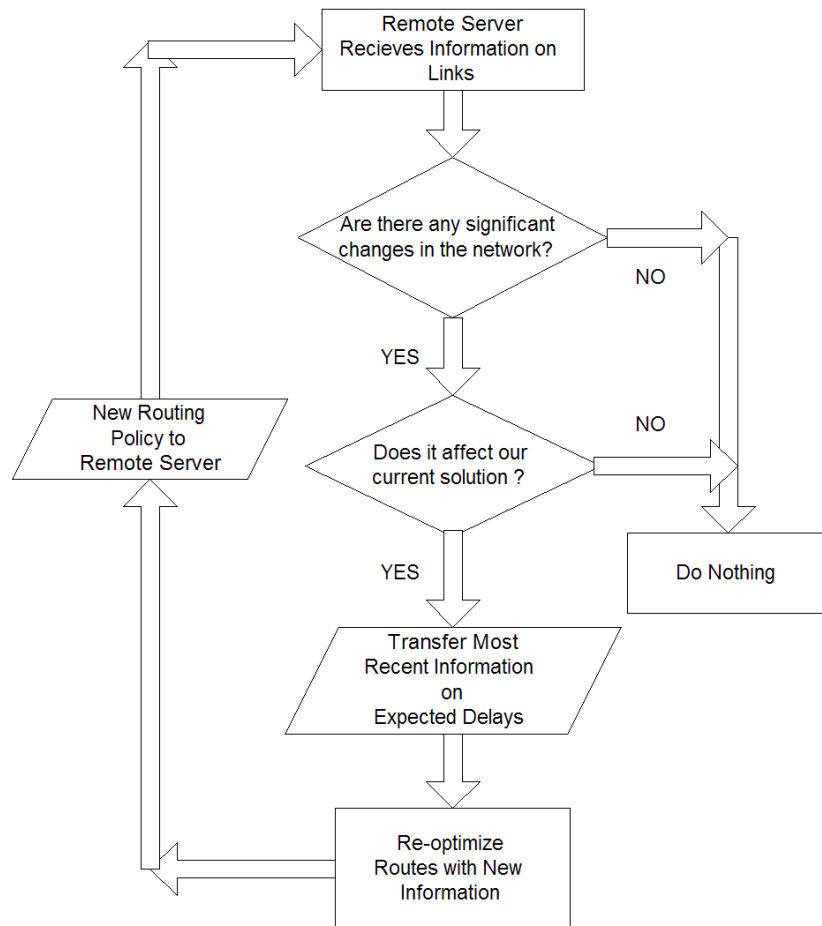 Remote Server
Recieves Information on
Links
Are there any significant
changes in the network?
NO
YES
New Routing
Policy to
Remote Server
Does it affect our
current solution ?
NO
YES
Do Nothing
Transfer Most
Recent Information
on
Expected Delays
Re-optimize
Routes with New
Information